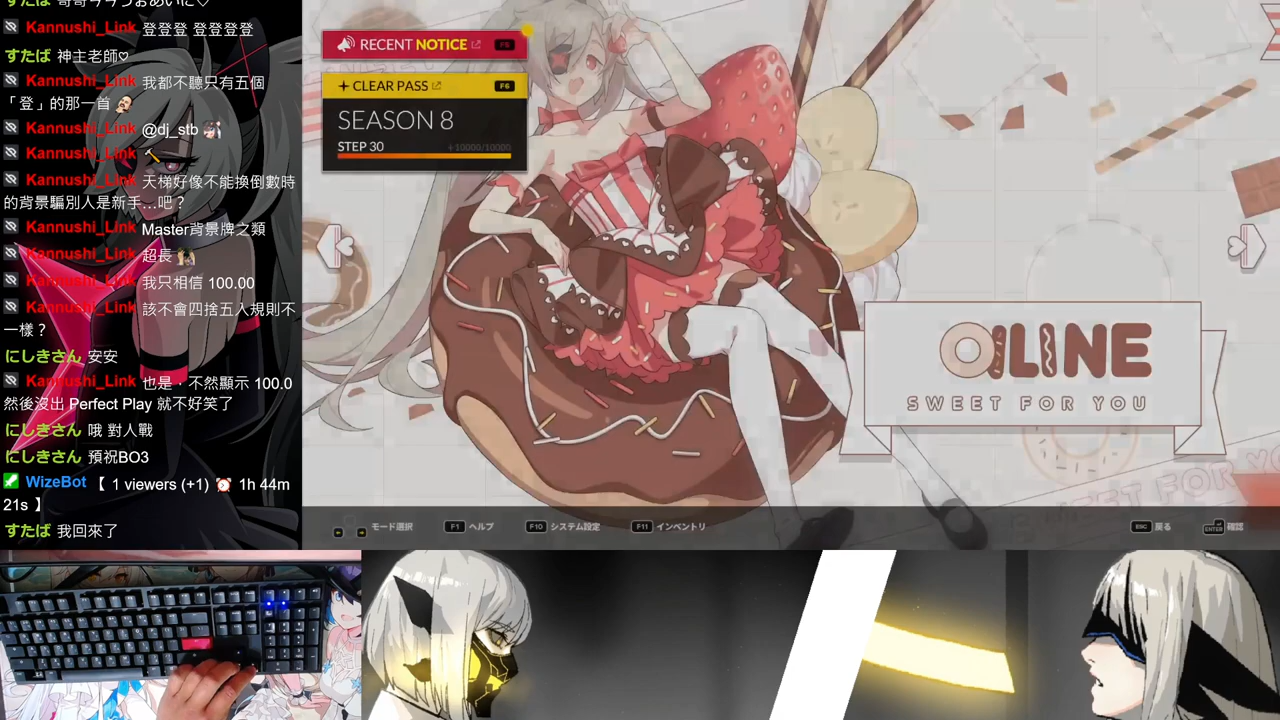 Kannushi_Link 登登登 登登登登
すたば 神主老師♡
Kannushi_Link 我都不聽只有五個
「登」的那一首
Kannushi_Link @dj_stb
Kannushi_Link
Kannushi_Link 天梯好像不能換倒數時
的背景騙別人是新手...吧？
Kannushi_Link Master背景牌之類
Kannushi_Link 超長
Kannushi_Link 我只相信 100.00
Kannushi_Link 該不會四捨五入規則不
一樣？
にしきさん 安安
Kannushi_Link 也是，不然顯示 100.0
然後沒出 Perfect Play 就不好笑了
にしきさん 哦 對人戰
にしきさん 預祝BO3
WizeBot 【 1 viewers (+1) ⏰ 1h 44m
21s 】
すたば 我回來了
RECENT NOTICE F5
CLEAR PASS F6
SEASON 8
STEP 30 +10000/10000
AILINE
SWEET FOR YOU
モード選択 F1 ヘルプ F10 システム設定 F11 インベントリ ESC 戻る ENTER 確認